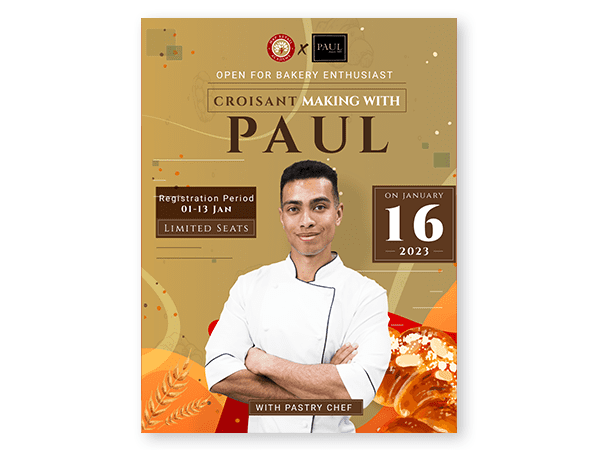 X PAUL
OPEN FOR BAKERY ENTHUSIAST
CROISANT MAKING WITH
PAUL
Registration Period
01-13 JAN
LIMITED SEATS
ON JANUARY
16
2023
WITH PASTRY CHEF